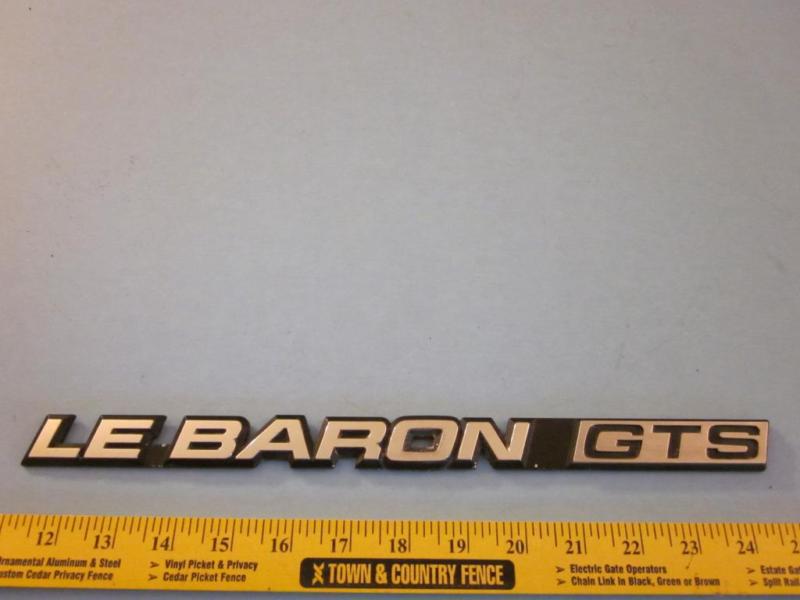 LE BARON GTS
12 13 14 15 16 17 18 19 20 21 22 23 24
Ornamental Aluminum & Steel ➢ Vinyl Picket & Privacy TOWN & COUNTRY FENCE ➢ Electric Gate Operators ➢ Estate
Custom Cedar Privacy Fence ➢ Cedar Picket Fence ➢ Chain Link in Black, Green or Brown ➢ Split Rail